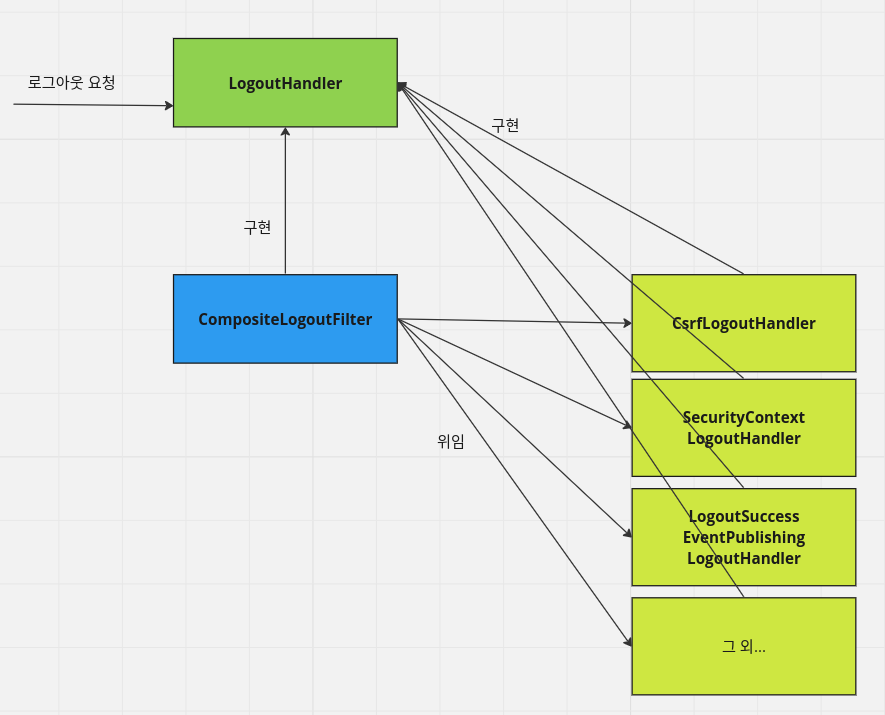 로그아웃 요청
LogoutHandler
구현
구현
CompositeLogoutFilter
CsrfLogoutHandler
SecurityContext
LogoutHandler
위임
LogoutSuccess
EventPublishing
LogoutHandler
그 외...